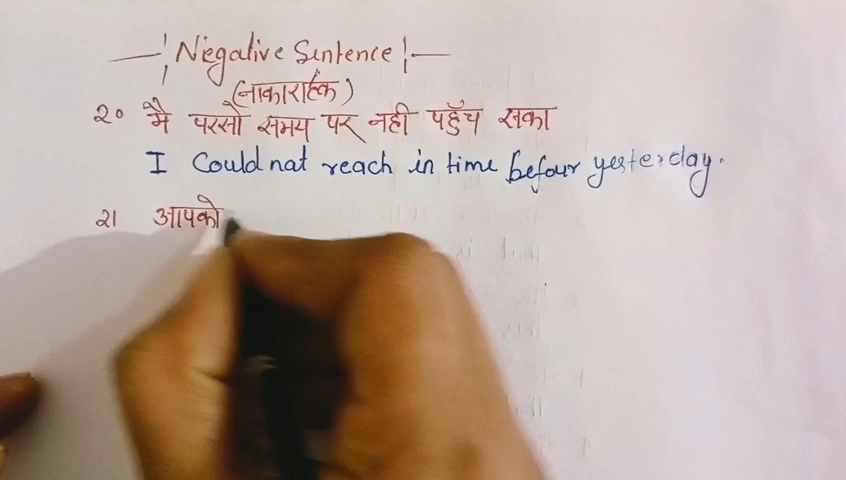 Negative Sentence
(नाकारात्मक)
२० मै परसो समय पर नही पहुँच सका
I Could nat reach in time befour yesterday.
२१ आपको